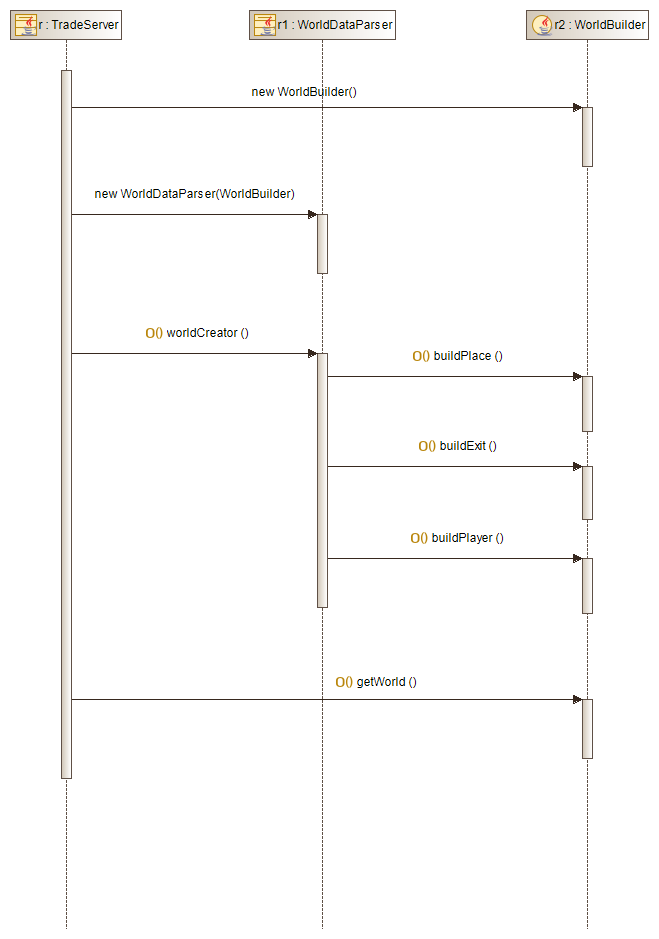 r : TradeServer
r1 : WorldDataParser
r2 : WorldBuilder
new WorldBuilder()
new WorldDataParser(WorldBuilder)
O() worldCreator ()
O() buildPlace ()
O() buildExit ()
O() buildPlayer ()
O() getWorld ()